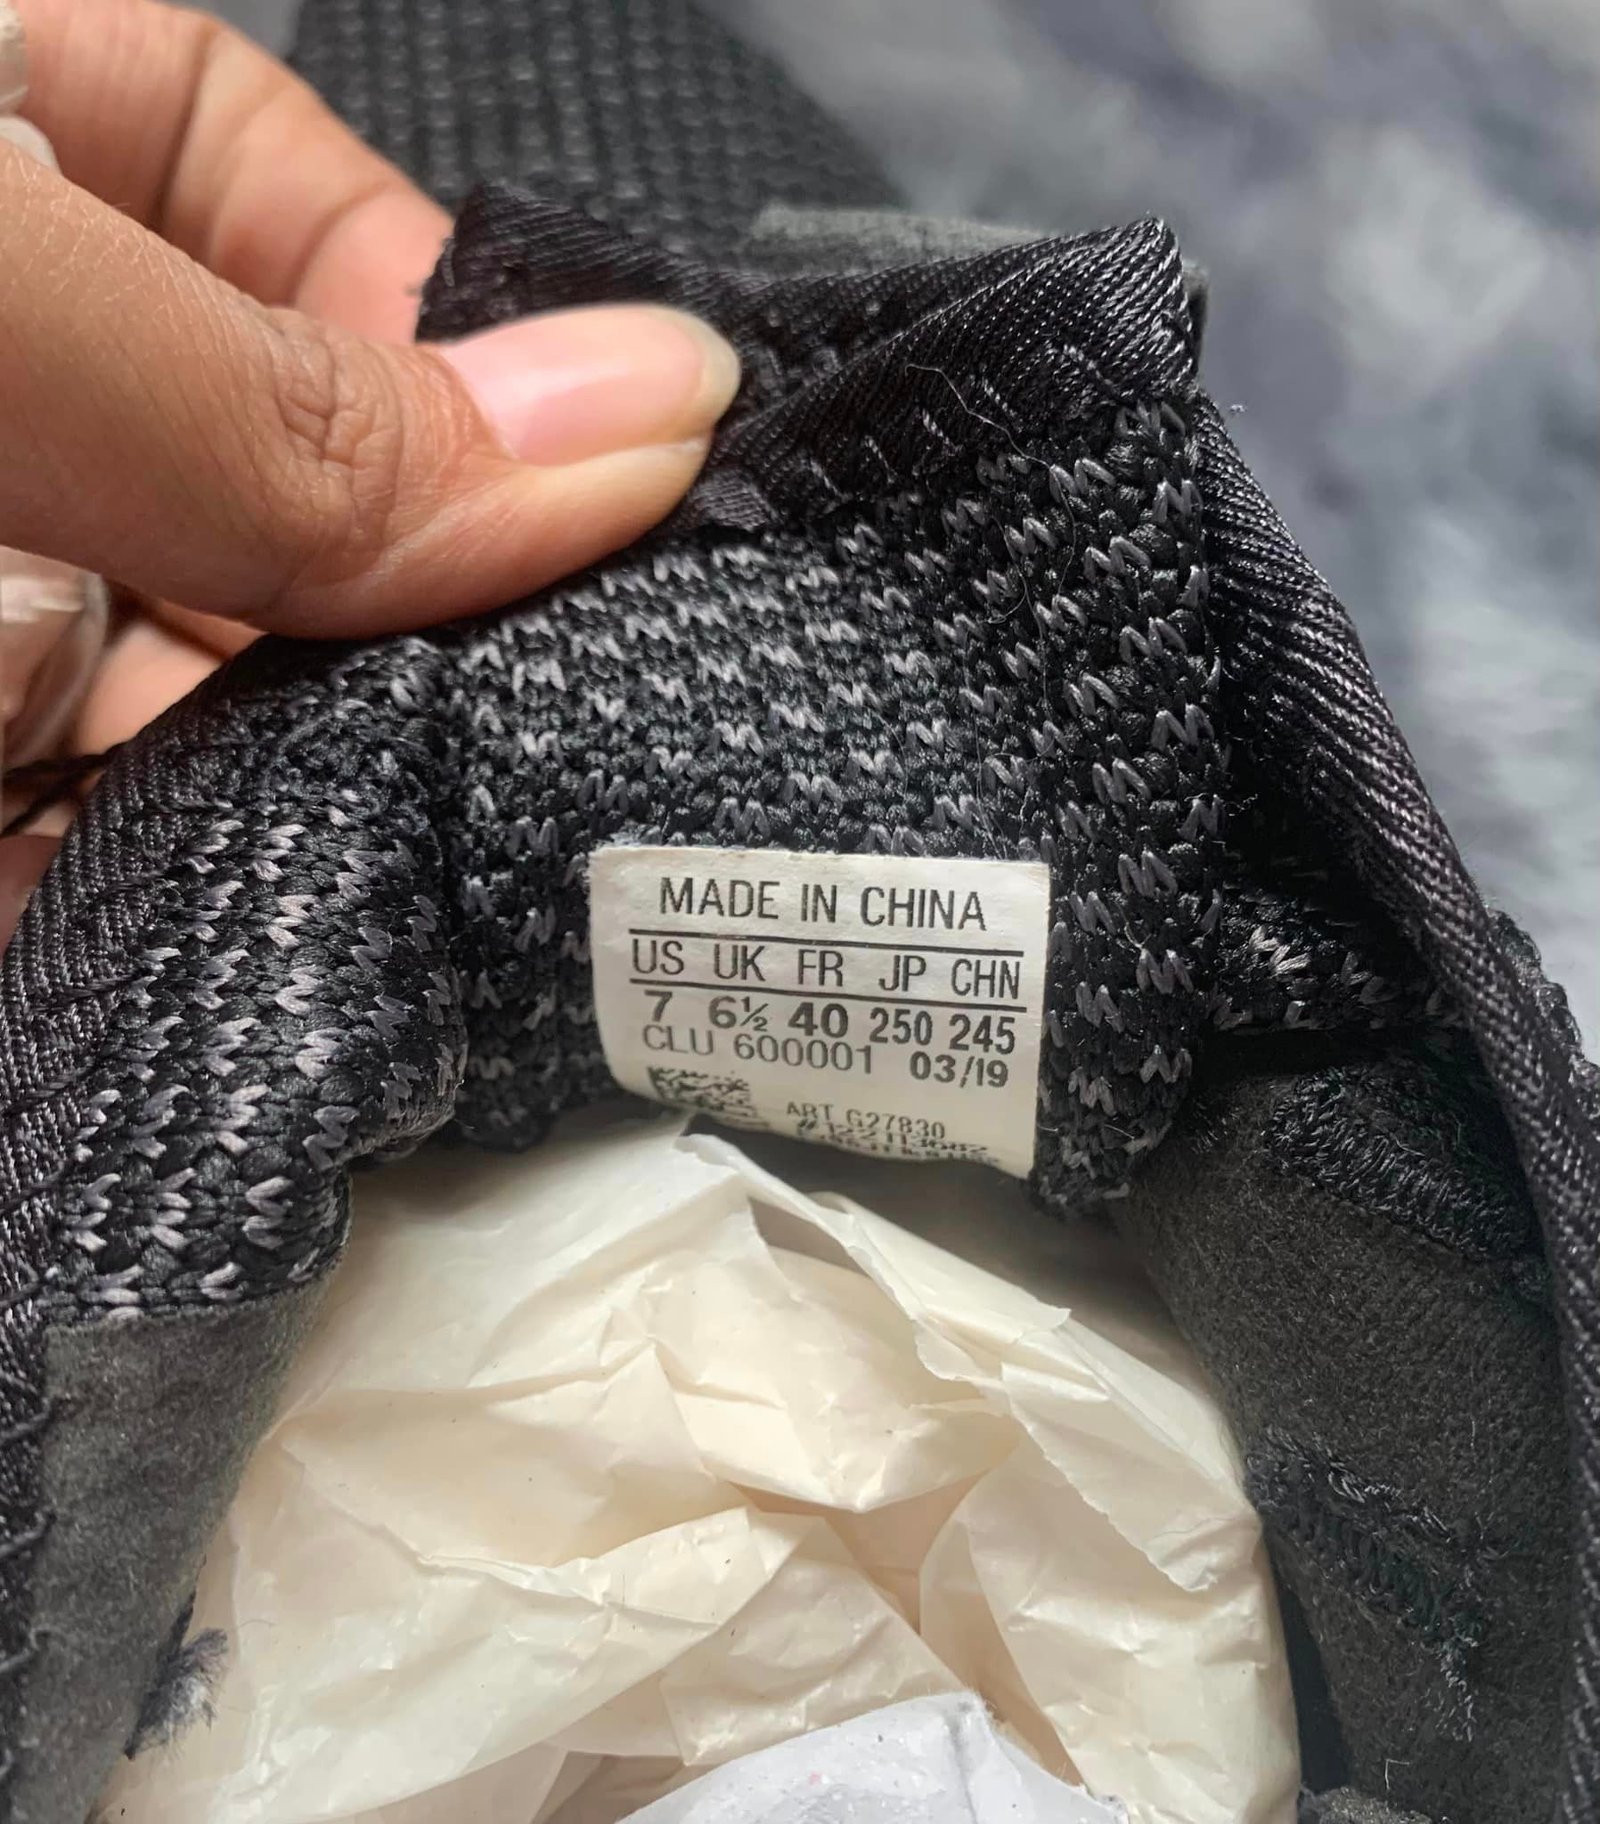 MADE IN CHINA
US UK FR JP CHN
7 6½ 40 250 245
CLU 600001 03/19
ART G27830